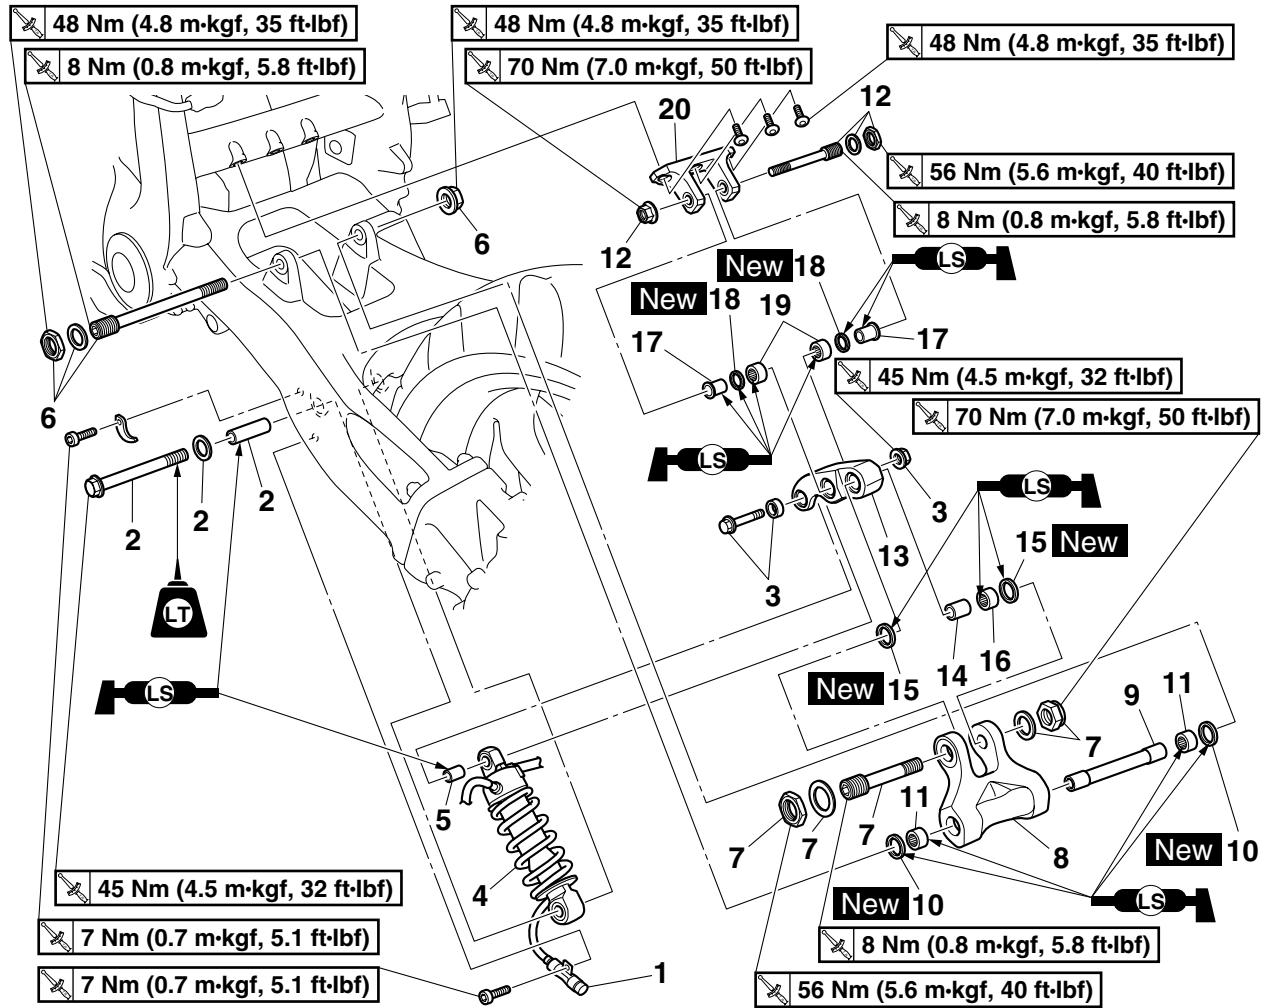 48 Nm (4.8 m•kgf, 35 ft•lbf)
8 Nm (0.8 m•kgf, 5.8 ft•lbf)
48 Nm (4.8 m•kgf, 35 ft•lbf)
70 Nm (7.0 m•kgf, 50 ft•lbf)
48 Nm (4.8 m•kgf, 35 ft•lbf)
20
12
56 Nm (5.6 m•kgf, 40 ft•lbf)
8 Nm (0.8 m•kgf, 5.8 ft•lbf)
6
12
New 18
LS
New 18
19
17
17
45 Nm (4.5 m•kgf, 32 ft•lbf)
70 Nm (7.0 m•kgf, 50 ft•lbf)
6
LS
LS
2
2
2
3
13
15 New
3
LT
14
16
LS
New 15
9
11
5
7
11
7
7
7
8
New 10
4
45 Nm (4.5 m•kgf, 32 ft•lbf)
New 10
LS
7 Nm (0.7 m•kgf, 5.1 ft•lbf)
8 Nm (0.8 m•kgf, 5.8 ft•lbf)
7 Nm (0.7 m•kgf, 5.1 ft•lbf)
1
56 Nm (5.6 m•kgf, 40 ft•lbf)